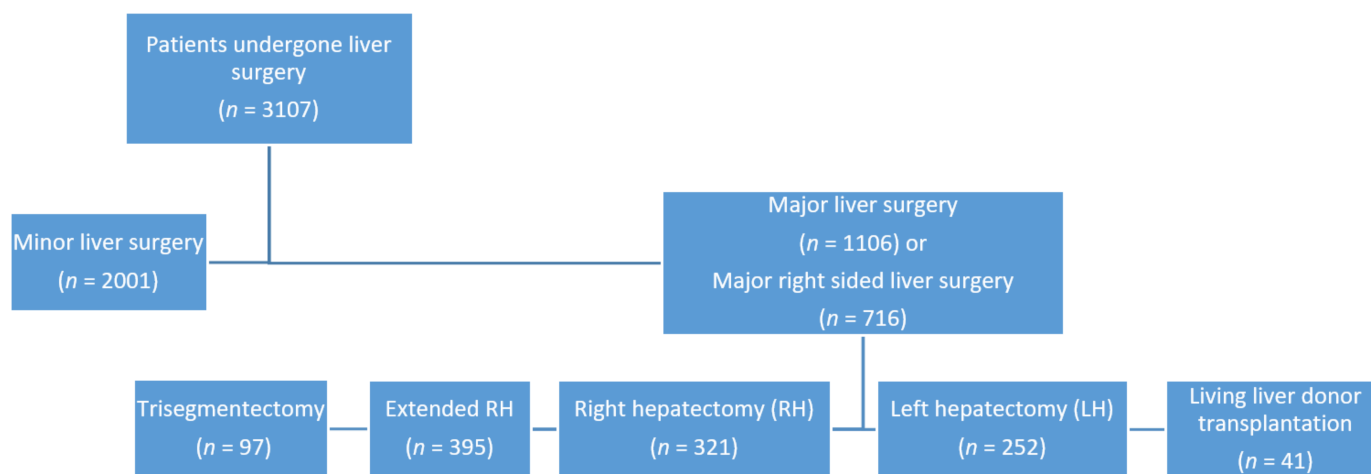 Patients undergone liver
surgery
(n = 3107)
Minor liver surgery
(n = 2001)
Major liver surgery
(n = 1106) or
Major right sided liver surgery
(n = 716)
Trisegmentectomy
(n = 97)
Extended RH
(n = 395)
Right hepatectomy (RH)
(n = 321)
Left hepatectomy (LH)
(n = 252)
Living liver donor
transplantation
(n = 41)